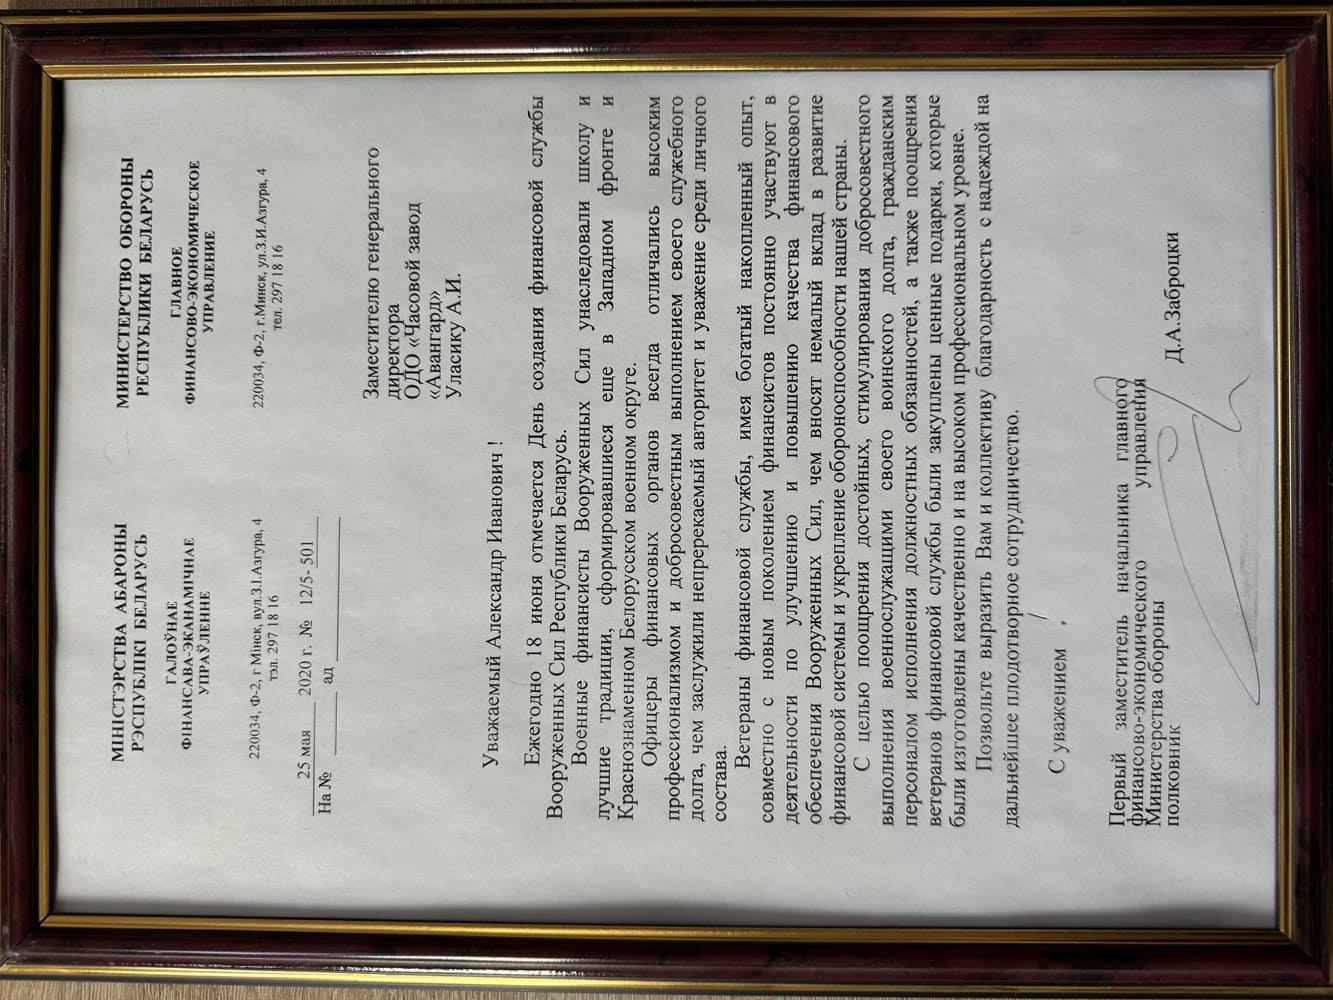 МІНІСТЭРСТВА АБАРОНЫ
РЭСПУБЛІКІ БЕЛАРУСЬ
ГАЛОЎНАЕ
ФІНАНСАВА-ЭКАНАМІЧНАЕ
УПРАЎЛЕННЕ
220034, Ф-2, г Мінск, вул.З.І.Азгура, 4
тэл. 297 18 16
25 мая 2020 г. № 12/5- 501
На № ад
МИНИСТЕРСТВО ОБОРОНЫ
РЕСПУБЛИКИ БЕЛАРУСЬ
ГЛАВНОЕ
ФИНАНСОВО-ЭКОНОМИЧЕСКОЕ
УПРАВЛЕНИЕ
220034, Ф-2, г.Минск, ул.З.И.Азгура, 4
тел. 297 18 16
Заместителю генерального
директора
ОДО «Часовой завод
«Авангард»
Уласику А.И.
Уважаемый Александр Иванович !
Ежегодно 18 июня отмечается День создания финансовой службы
Вооруженных Сил Республики Беларусь.
Военные финансисты Вооруженных Сил унаследовали школу и
лучшие традиции, сформировавшиеся еще в Западном фронте и
Краснознаменном Белорусском военном округе.
Офицеры финансовых органов всегда отличались высоким
профессионализмом и добросовестным выполнением своего служебного
долга, чем заслужили непререкаемый авторитет и уважение среди личного
состава.
Ветераны финансовой службы, имея богатый накопленный опыт,
совместно с новым поколением финансистов постоянно участвуют в
деятельности по улучшению и повышению качества финансового
обеспечения Вооруженных Сил, чем вносят немалый вклад в развитие
финансовой системы и укрепление обороноспособности нашей страны.
С целью поощрения достойных, стимулирования добросовестного
выполнения военнослужащими своего воинского долга, гражданским
персоналом исполнения должностных обязанностей, а также поощрения
ветеранов финансовой службы были закуплены ценные подарки, которые
были изготовлены качественно и на высоком профессиональном уровне.
Позвольте выразить Вам и коллективу благодарность с надеждой на
дальнейшее плодотворное сотрудничество.
С уважением ,
Первый заместитель начальника главного
финансово-экономического управления
Министерства обороны
полковник Д.А.Заброцки